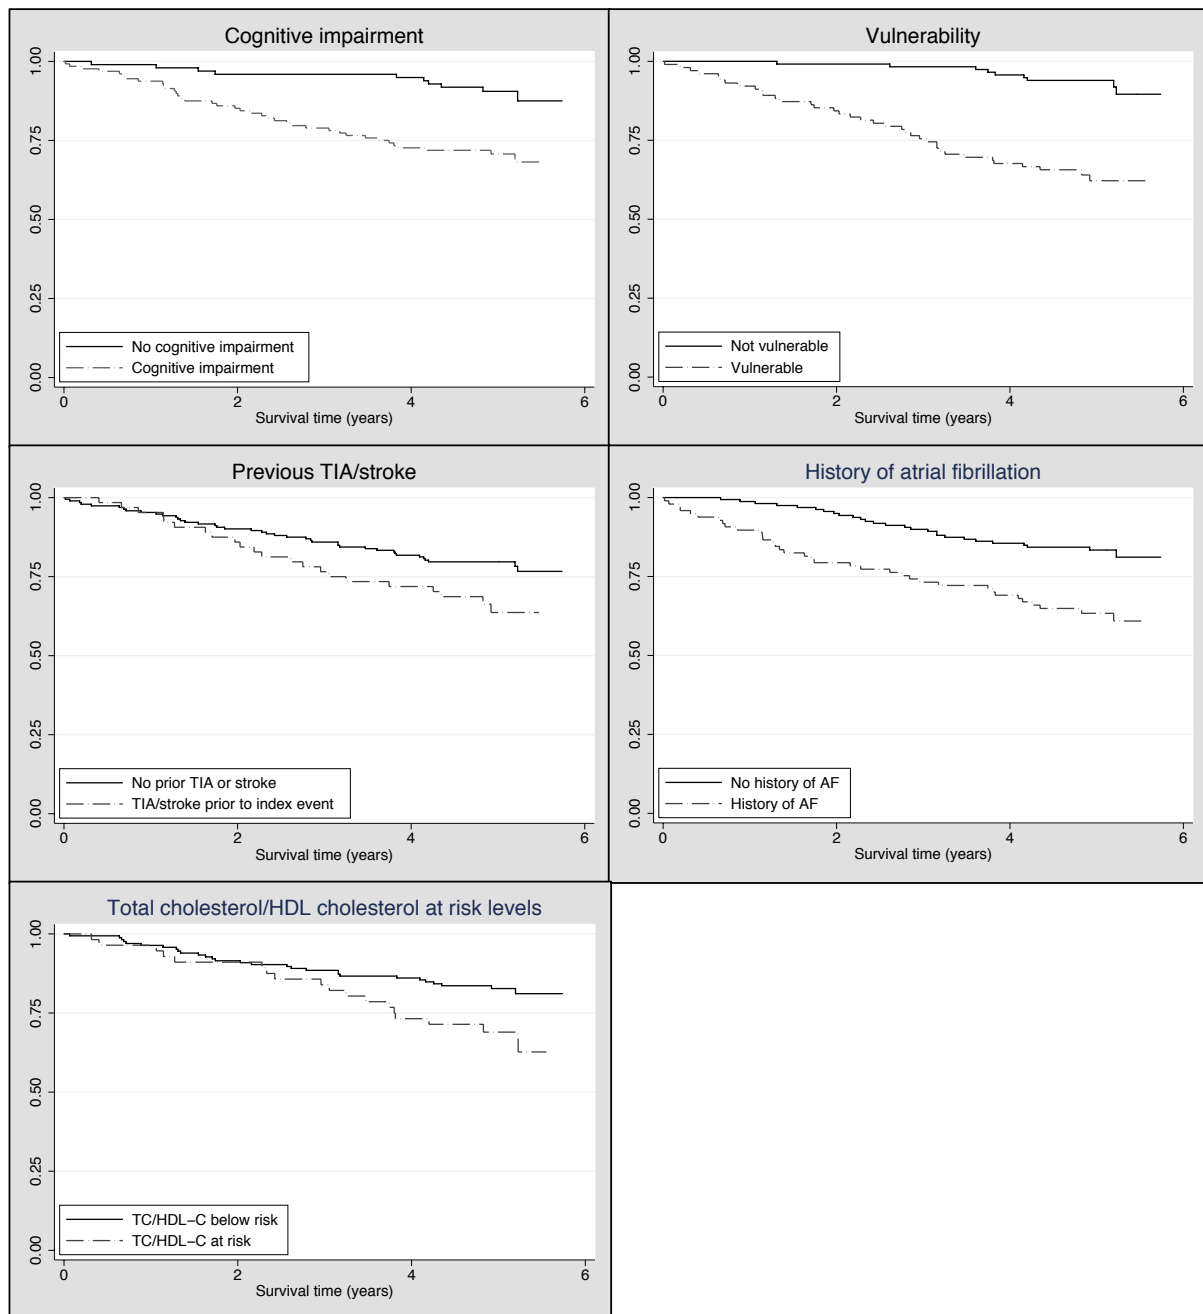 Cognitive impairment
1.00
0.75
0.50
0.25
0.00
No cognitive impairment
Cognitive impairment
0 2 4 6
Survival time (years)
Vulnerability
1.00
0.75
0.50
0.25
0.00
Not vulnerable
Vulnerable
0 2 4 6
Survival time (years)
Previous TIA/stroke
1.00
0.75
0.50
0.25
0.00
No prior TIA or stroke
TIA/stroke prior to index event
0 2 4 6
Survival time (years)
History of atrial fibrillation
1.00
0.75
0.50
0.25
0.00
No history of AF
History of AF
0 2 4 6
Survival time (years)
Total cholesterol/HDL cholesterol at risk levels
1.00
0.75
0.50
0.25
0.00
TC/HDL−C below risk
TC/HDL−C at risk
0 2 4 6
Survival time (years)